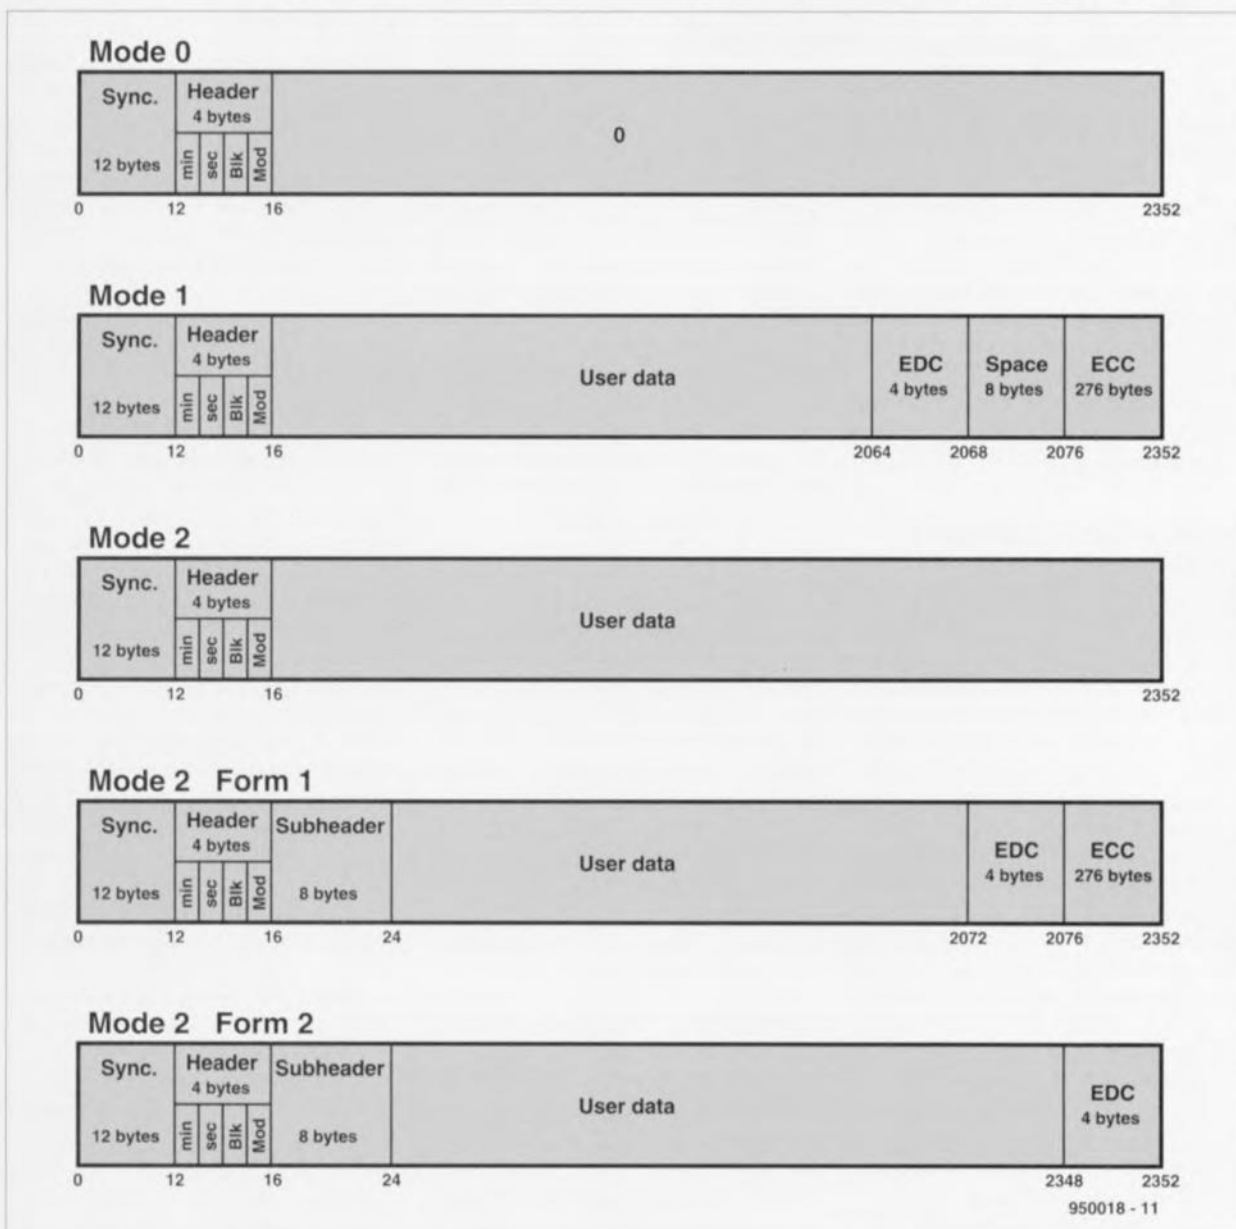 Mode 0
Sync. Header
4 bytes
0
12 bytes min sec Blk Mod
0 12 16 2352
Mode 1
Sync. Header
4 bytes
User data
EDC Space ECC
4 bytes 8 bytes 276 bytes
12 bytes min sec Blk Mod
0 12 16 2064 2068 2076 2352
Mode 2
Sync. Header
4 bytes
User data
12 bytes min sec Blk Mod
0 12 16 2352
Mode 2 Form 1
Sync. Header Subheader
4 bytes
User data
EDC ECC
4 bytes 276 bytes
12 bytes min sec Blk Mod 8 bytes
0 12 16 24 2072 2076 2352
Mode 2 Form 2
Sync. Header Subheader
4 bytes
User data
EDC
4 bytes
12 bytes min sec Blk Mod 8 bytes
0 12 16 24 2348 2352
950018 - 11